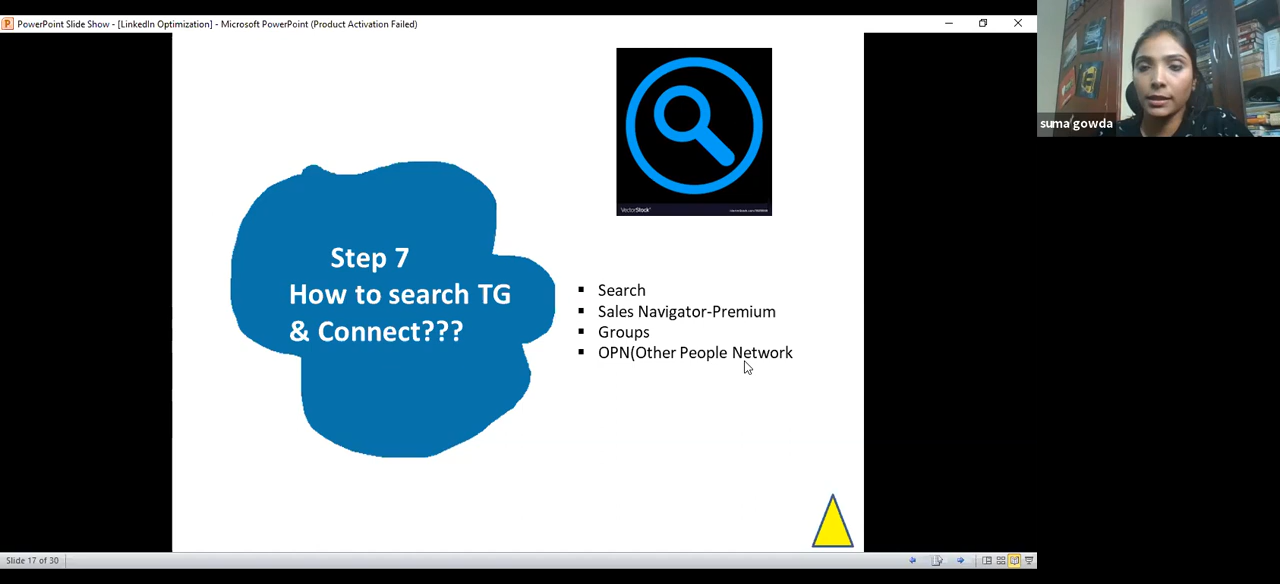 PowerPoint Slide Show - [LinkedIn Optimization] - Microsoft PowerPoint (Product Activation Failed)
suma gowda
VectorStock
Step 7
How to search TG
& Connect???
▪ Search
▪ Sales Navigator-Premium
▪ Groups
▪ OPN(Other People Network
Slide 17 of 30